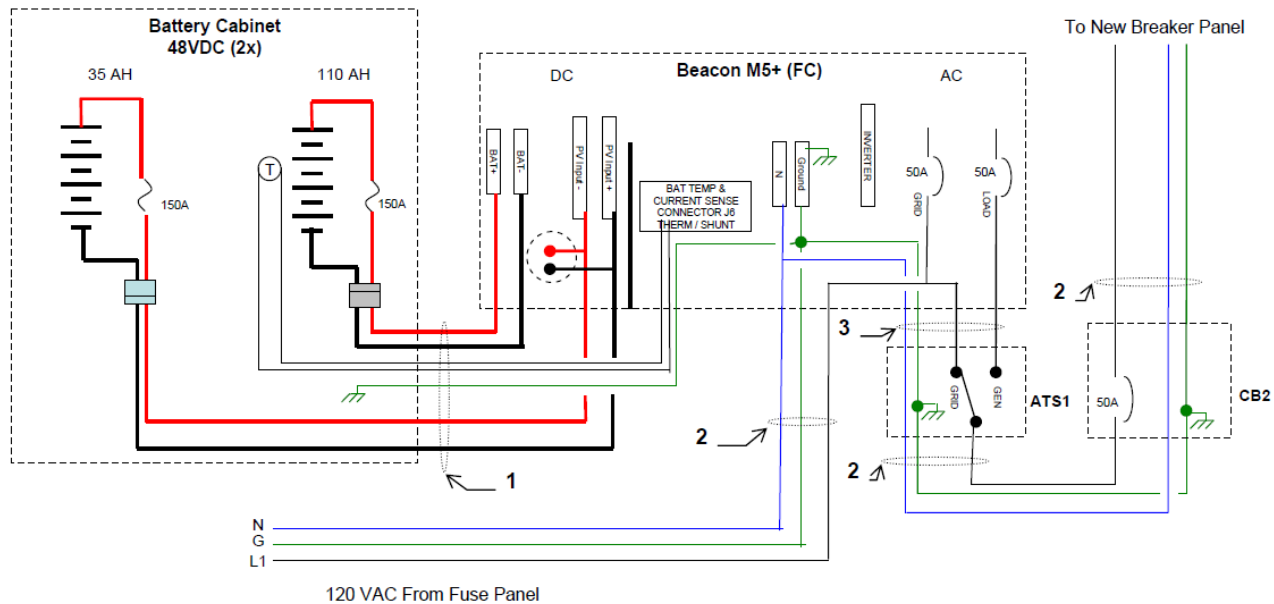 Battery Cabinet
48VDC (2x)
35 AH
110 AH
150A
150A
T
To New Breaker Panel
Beacon M5+ (FC)
DC
AC
BAT+
BAT-
PV Input -
PV Input +
BAT TEMP &
CURRENT SENSE
CONNECTOR J6
THERM / SHUNT
N
Ground
INVERTER
50A
GRID
50A
LOAD
2
3
GRID
GEN
ATS1
50A
CB2
2
2
1
N
G
L1
120 VAC From Fuse Panel